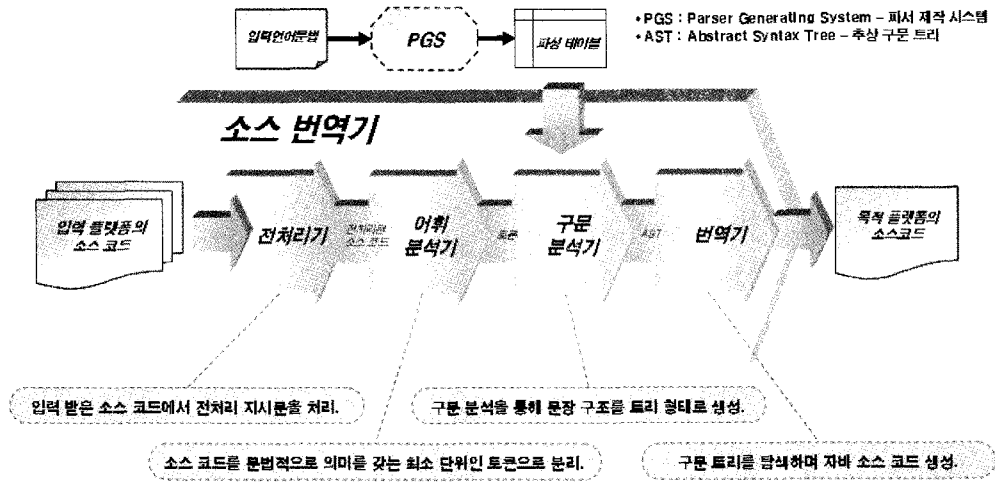 입력언어문법
PGS
파싱 테이블
• PGS : Parser Generating System – 파서 제작 시스템
• AST : Abstract Syntax Tree – 추상 구문 트리
소스 번역기
입력 플랫폼의
소스 코드
전처리기
전처리된
소스 코드
어휘
분석기
토큰
구문
분석기
AST
번역기
목적 플랫폼의
소스코드
입력 받은 소스 코드에서 전처리 지시문을 처리.
구문 분석을 통해 문장 구조를 트리 형태로 생성.
소스 코드를 문법적으로 의미를 갖는 최소 단위인 토큰으로 분리.
구문 트리를 탐색하며 자바 소스 코드 생성.